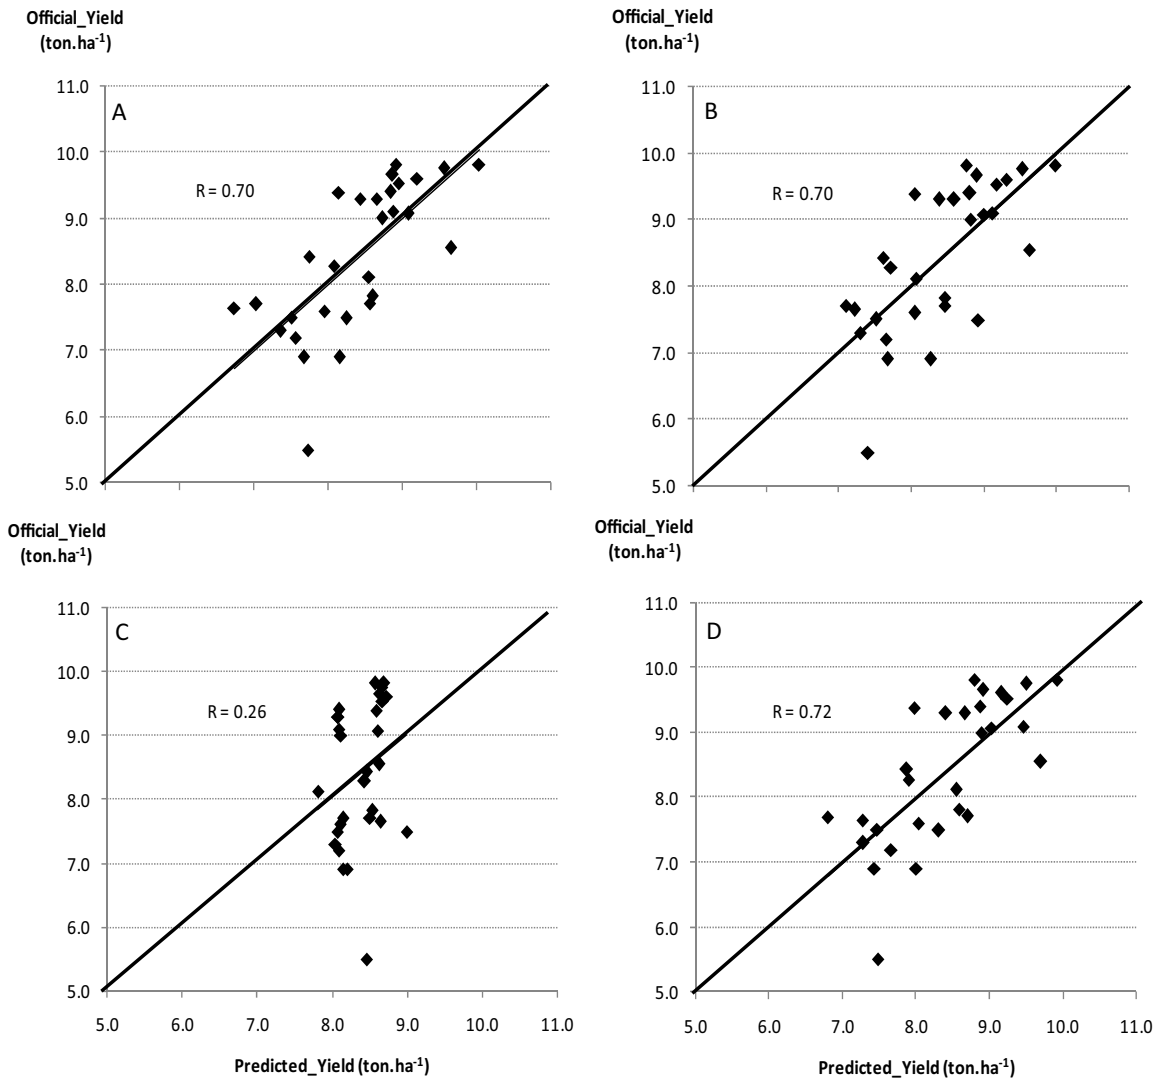 Official_Yield
(ton.ha⁻¹)
11.0
10.0
9.0
8.0
7.0
6.0
5.0
A
R = 0.70
Official_Yield
(ton.ha⁻¹)
11.0
10.0
9.0
8.0
7.0
6.0
5.0
B
R = 0.70
Official_Yield
(ton.ha⁻¹)
11.0
10.0
9.0
8.0
7.0
6.0
5.0
C
R = 0.26
5.0 6.0 7.0 8.0 9.0 10.0 11.0
Predicted_Yield (ton.ha⁻¹)
Official_Yield
(ton.ha⁻¹)
11.0
10.0
9.0
8.0
7.0
6.0
5.0
D
R = 0.72
5.0 6.0 7.0 8.0 9.0 10.0 11.0
Predicted_Yield (ton.ha⁻¹)